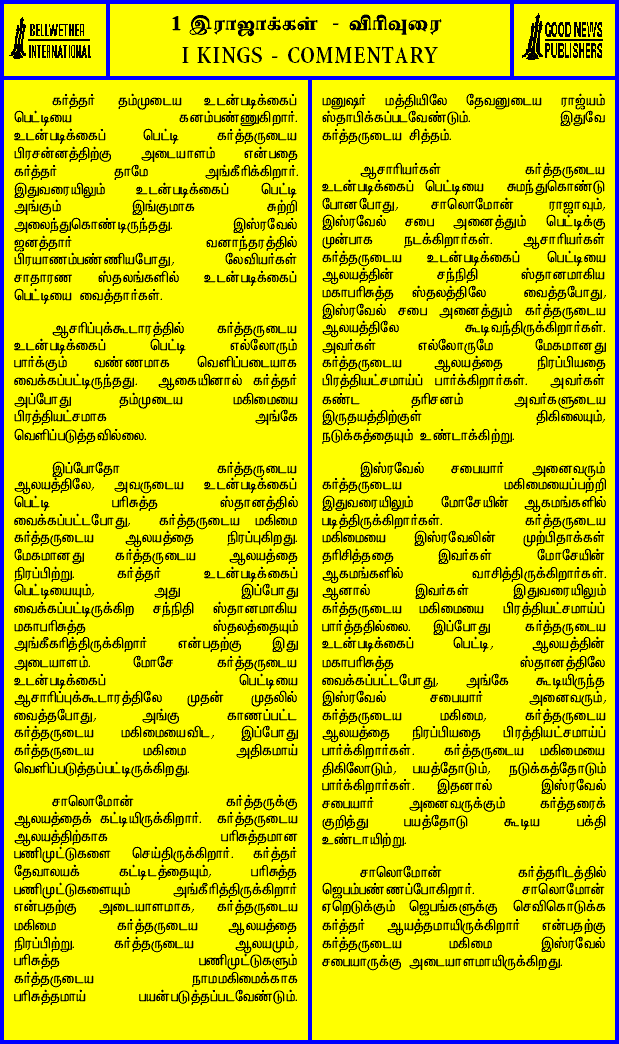 BELLWETHER
INTERNATIONAL
1 இராஜாக்கள் - விரிவுரை
I KINGS - COMMENTARY
GOOD NEWS
PUBLISHERS
கர்த்தர் தம்முடைய உடன்படிக்கைப்
பெட்டியை கனம்பண்ணுகிறார்.
உடன்படிக்கைப் பெட்டி கர்த்தருடைய
பிரசன்னத்திற்கு அடையாளம் என்பதை
கர்த்தர் தாமே அங்கீரிக்கிறார்.
இதுவரையிலும் உடன்படிக்கைப் பெட்டி
அங்கும் இங்குமாக சுற்றி
அலைந்துகொண்டிருந்தது. இஸ்ரவேல்
ஜனத்தார் வனாந்தரத்தில்
பிரயாணம்பண்ணியபோது, லேவியர்கள்
சாதாரண ஸ்தலங்களில் உடன்படிக்கைப்
பெட்டியை வைத்தார்கள்.
ஆசரிப்புக்கூடாரத்தில் கர்த்தருடைய
உடன்படிக்கைப் பெட்டி எல்லோரும்
பார்க்கும் வண்ணமாக வெளிப்படையாக
வைக்கப்பட்டிருந்தது. ஆகையினால் கர்த்தர்
அப்போது தம்முடைய மகிமையை
பிரத்தியட்சமாக அங்கே
வெளிப்படுத்தவில்லை.
இப்போதோ கர்த்தருடைய
ஆலயத்திலே, அவருடைய உடன்படிக்கைப்
பெட்டி பரிசுத்த ஸ்தானத்தில்
வைக்கப்பட்டபோது, கர்த்தருடைய மகிமை
கர்த்தருடைய ஆலயத்தை நிரப்புகிறது.
மேகமானது கர்த்தருடைய ஆலயத்தை
நிரப்பிற்று. கர்த்தர் உடன்படிக்கைப்
பெட்டியையும், அது இப்போது
வைக்கப்பட்டிருக்கிற சந்நிதி ஸ்தானமாகிய
மகாபரிசுத்த ஸ்தலத்தையும்
அங்கீகரித்திருக்கிறார் என்பதற்கு இது
அடையாளம். மோசே கர்த்தருடைய
உடன்படிக்கைப் பெட்டியை
ஆசாரிப்புக்கூடாரத்திலே முதன் முதலில்
வைத்தபோது, அங்கு காணப்பட்ட
கர்த்தருடைய மகிமையைவிட, இப்போது
கர்த்தருடைய மகிமை அதிகமாய்
வெளிப்படுத்தப்பட்டிருக்கிறது.
சாலொமோன் கர்த்தருக்கு
ஆலயத்தைக் கட்டியிருக்கிறார். கர்த்தருடைய
ஆலயத்திற்காக பரிசுத்தமான
பணிமுட்டுகளை செய்திருக்கிறார். கர்த்தர்
தேவாலயக் கட்டிடத்தையும், பரிசுத்த
பணிமுட்டுகளையும் அங்கீரித்திருக்கிறார்
என்பதற்கு அடையாளமாக, கர்த்தருடைய
மகிமை கர்த்தருடைய ஆலயத்தை
நிரப்பிற்று. கர்த்தருடைய ஆலயமும்,
பரிசுத்த பணிமுட்டுகளும்
கர்த்தருடைய நாமமகிமைக்காக
பரிசுத்தமாய் பயன்படுத்தப்படவேண்டும்.
மனுஷர் மத்தியிலே தேவனுடைய ராஜ்யம்
ஸ்தாபிக்கப்படவேண்டும். இதுவே
கர்த்தருடைய சித்தம்.
ஆசாரியர்கள் கர்த்தருடைய
உடன்படிக்கைப் பெட்டியை சுமந்துகொண்டு
போனபோது, சாலொமோன் ராஜாவும்,
இஸ்ரவேல் சபை அனைத்தும் பெட்டிக்கு
முன்பாக நடக்கிறார்கள். ஆசாரியர்கள்
கர்த்தருடைய உடன்படிக்கைப் பெட்டியை
ஆலயத்தின் சந்நிதி ஸ்தானமாகிய
மகாபரிசுத்த ஸ்தலத்திலே வைத்தபோது,
இஸ்ரவேல் சபை அனைத்தும் கர்த்தருடைய
ஆலயத்திலே கூடிவந்திருக்கிறார்கள்.
அவர்கள் எல்லோருமே மேகமானது
கர்த்தருடைய ஆலயத்தை நிரப்பியதை
பிரத்தியட்சமாய்ப் பார்க்கிறார்கள். அவர்கள்
கண்ட தரிசனம் அவர்களுடைய
இருதயத்திற்குள் திகிலையும்,
நடுக்கத்தையும் உண்டாக்கிற்று.
இஸ்ரவேல் சபையார் அனைவரும்
கர்த்தருடைய மகிமையைப்பற்றி
இதுவரையிலும் மோசேயின் ஆகமங்களில்
படித்திருக்கிறார்கள். கர்த்தருடைய
மகிமையை இஸ்ரவேலின் முற்பிதாக்கள்
தரிசித்ததை இவர்கள் மோசேயின்
ஆகமங்களில் வாசித்திருக்கிறார்கள்.
ஆனால் இவர்கள் இதுவரையிலும்
கர்த்தருடைய மகிமையை பிரத்தியட்சமாய்ப்
பார்த்ததில்லை. இப்போது கர்த்தருடைய
உடன்படிக்கைப் பெட்டி, ஆலயத்தின்
மகாபரிசுத்த ஸ்தானத்திலே
வைக்கப்பட்டபோது, அங்கே கூடியிருந்த
இஸ்ரவேல் சபையார் அனைவரும்,
கர்த்தருடைய மகிமை, கர்த்தருடைய
ஆலயத்தை நிரப்பியதை பிரத்தியட்சமாய்ப்
பார்க்கிறார்கள். கர்த்தருடைய மகிமையை
திகிலோடும், பயத்தோடும், நடுக்கத்தோடும்
பார்க்கிறார்கள். இதனால் இஸ்ரவேல்
சபையார் அனைவருக்கும் கர்த்தரைக்
குறித்து பயத்தோடு கூடிய பக்தி
உண்டாயிற்று.
சாலொமோன் கர்த்தரிடத்தில்
ஜெபம்பண்ணப்போகிறார். சாலொமோன்
ஏறெடுக்கும் ஜெபங்களுக்கு செவிகொடுக்க
கர்த்தர் ஆயத்தமாயிருக்கிறார் என்பதற்கு
கர்த்தருடைய மகிமை இஸ்ரவேல்
சபையாருக்கு அடையாளமாயிருக்கிறது.